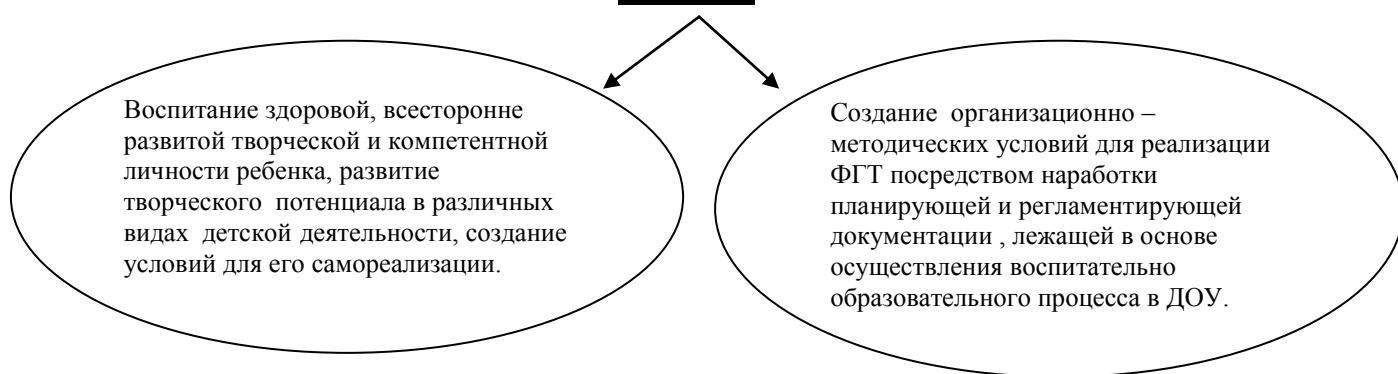 Воспитание здоровой, всесторонне
развитой творческой и компетентной
личности ребенка, развитие
творческого  потенциала в различных
видах  детской деятельности, создание
условий для его самореализации.
Создание  организационно –
методических условий для реализации
ФГТ посредством наработки
планирующей и регламентирующей
документации , лежащей в основе
осуществления воспитательно
образовательного процесса в ДОУ.